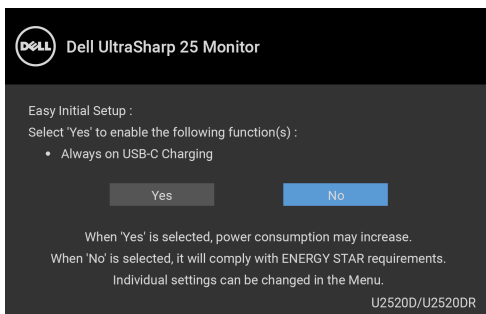 DELL Dell UltraSharp 25 Monitor
Easy Initial Setup :
Select 'Yes' to enable the following function(s) :
• Always on USB-C Charging
Yes No
When 'Yes' is selected, power consumption may increase.
When 'No' is selected, it will comply with ENERGY STAR requirements.
Individual settings can be changed in the Menu.
U2520D/U2520DR